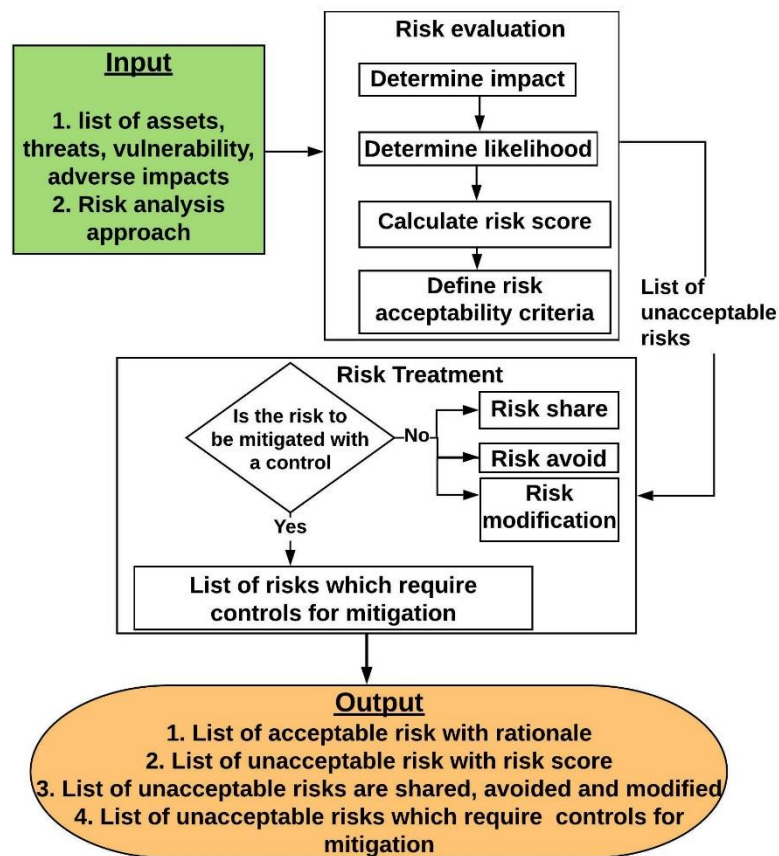 Input
1. list of assets,
threats, vulnerability,
adverse impacts
2. Risk analysis
approach
Risk evaluation
Determine impact
Determine likelihood
Calculate risk score
Define risk
acceptability criteria
List of
unacceptable
risks
Risk Treatment
Is the risk to
be mitigated with
a control
No
Risk share
Risk avoid
Risk
modification
Yes
List of risks which require
controls for mitigation
Output
1. List of acceptable risk with rationale
2. List of unacceptable risk with risk score
3. List of unacceptable risks are shared, avoided and modified
4. List of unacceptable risks which require controls for
mitigation